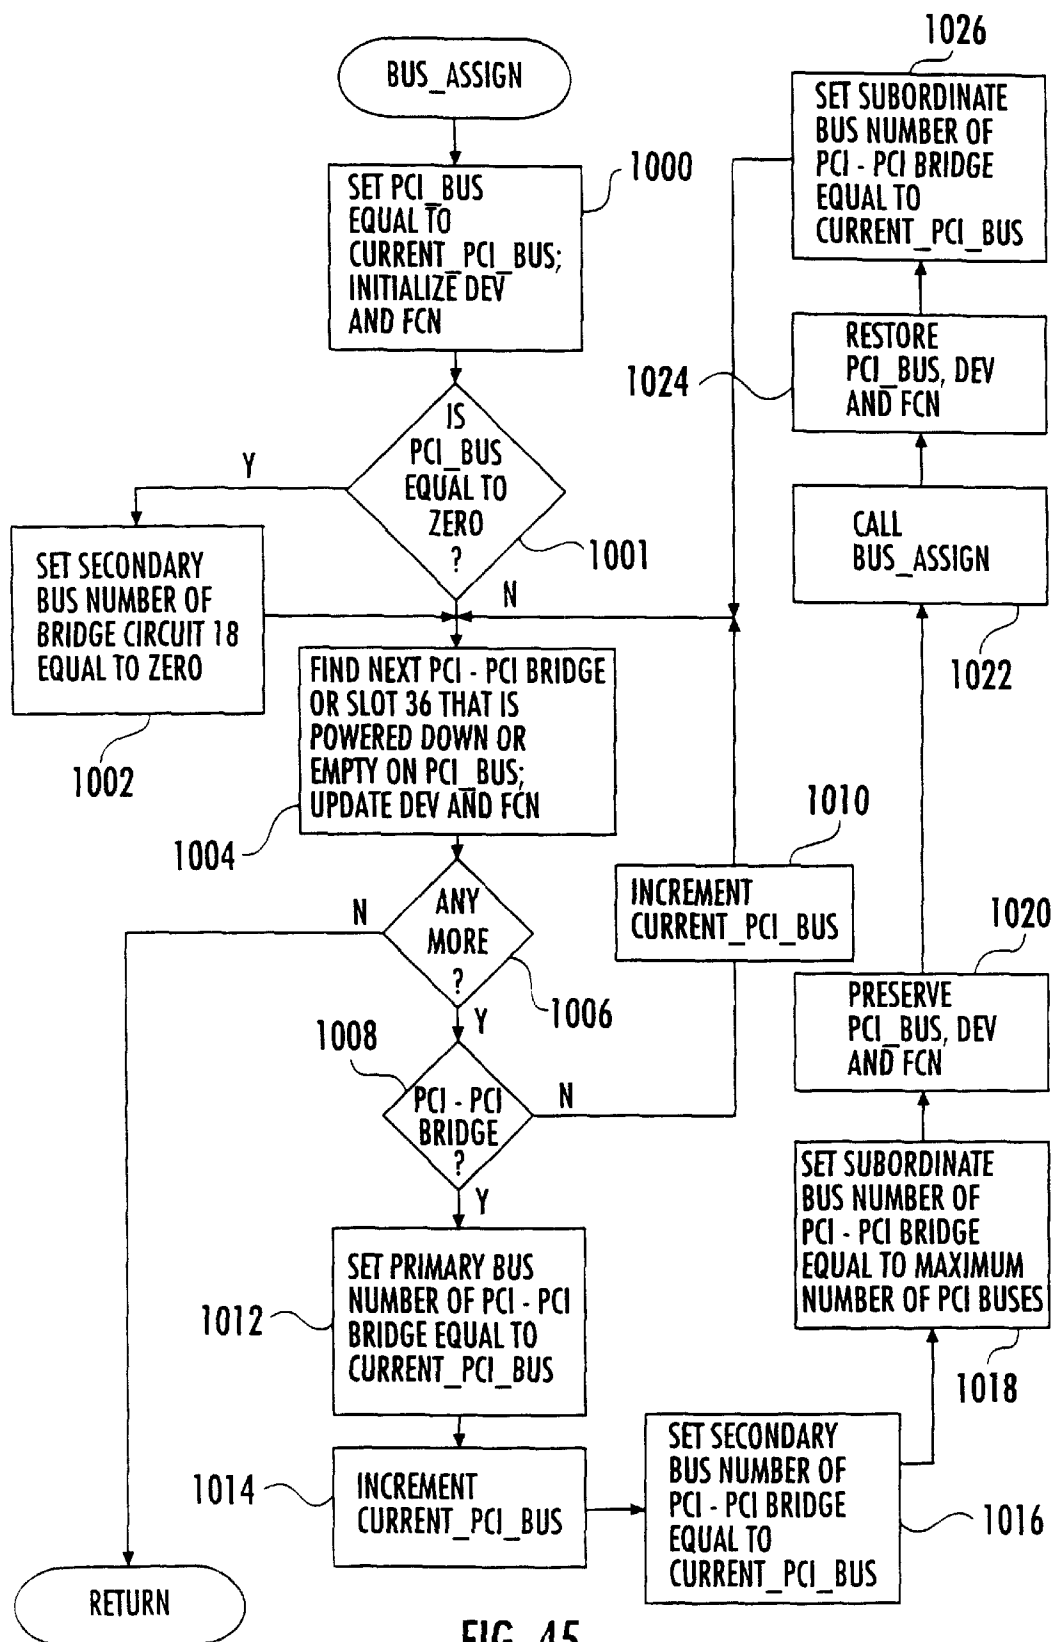 BUS_ASSIGN
SET PCI_BUS
EQUAL TO
CURRENT_PCI_BUS;
INITIALIZE DEV
AND FCN
1000
IS
PCI_BUS
EQUAL TO
ZERO
?
1001
Y
N
SET SECONDARY
BUS NUMBER OF
BRIDGE CIRCUIT 18
EQUAL TO ZERO
1002
FIND NEXT PCI - PCI BRIDGE
OR SLOT 36 THAT IS
POWERED DOWN OR
EMPTY ON PCI_BUS;
UPDATE DEV AND FCN
1004
ANY
MORE
?
1006
N
Y
1008
PCI - PCI
BRIDGE
?
N
Y
INCREMENT
CURRENT_PCI_BUS
1010
SET PRIMARY BUS
NUMBER OF PCI - PCI
BRIDGE EQUAL TO
CURRENT_PCI_BUS
1012
INCREMENT
CURRENT_PCI_BUS
1014
SET SECONDARY
BUS NUMBER OF
PCI - PCI BRIDGE
EQUAL TO
CURRENT_PCI_BUS
1016
SET SUBORDINATE
BUS NUMBER OF
PCI - PCI BRIDGE
EQUAL TO MAXIMUM
NUMBER OF PCI BUSES
1018
PRESERVE
PCI_BUS, DEV
AND FCN
1020
CALL
BUS_ASSIGN
1022
RESTORE
PCI_BUS, DEV
AND FCN
1024
SET SUBORDINATE
BUS NUMBER OF
PCI - PCI BRIDGE
EQUAL TO
CURRENT_PCI_BUS
1026
RETURN
FIG. 45